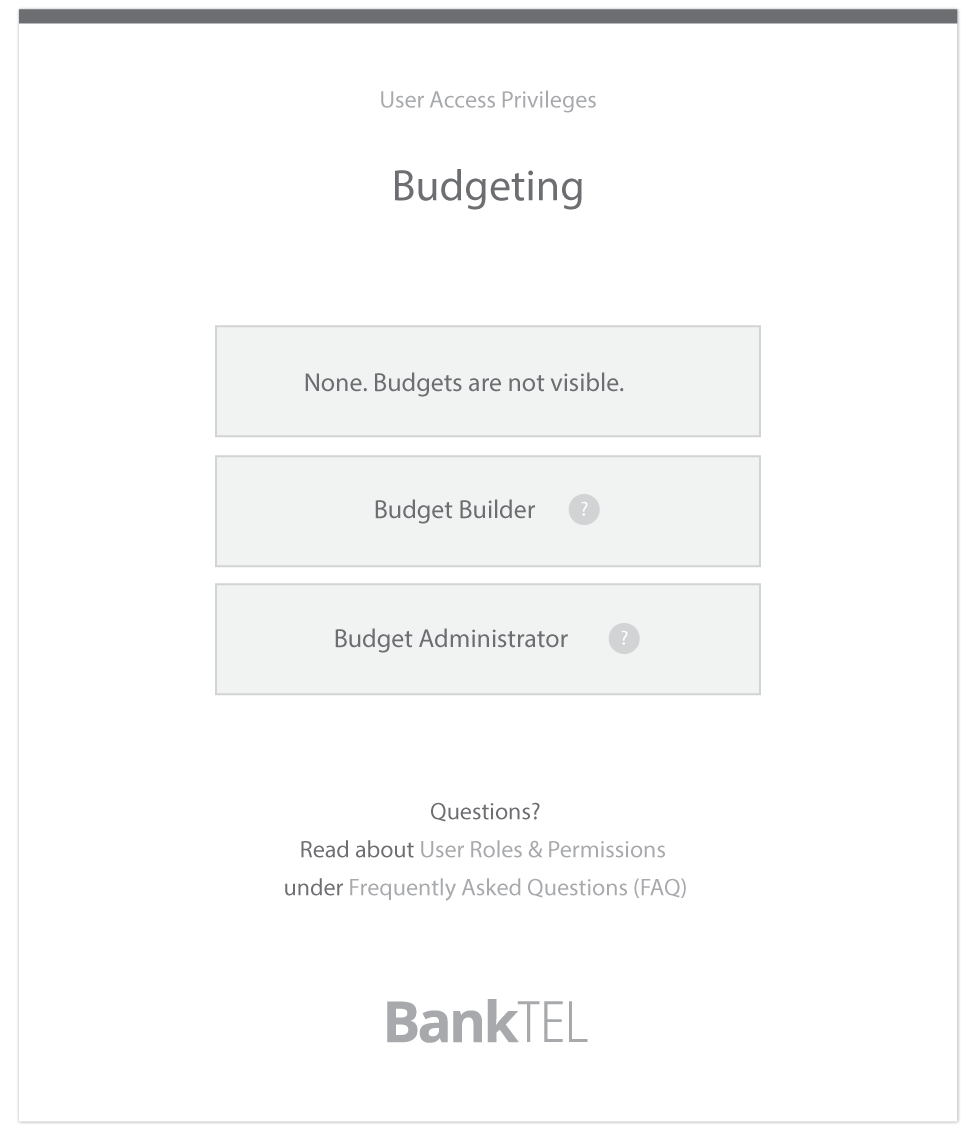 User Access Privileges
Budgeting
None. Budgets are not visible.
Budget Builder ?
Budget Administrator ?
Questions?
Read about User Roles & Permissions
under Frequently Asked Questions (FAQ)
BankTEL